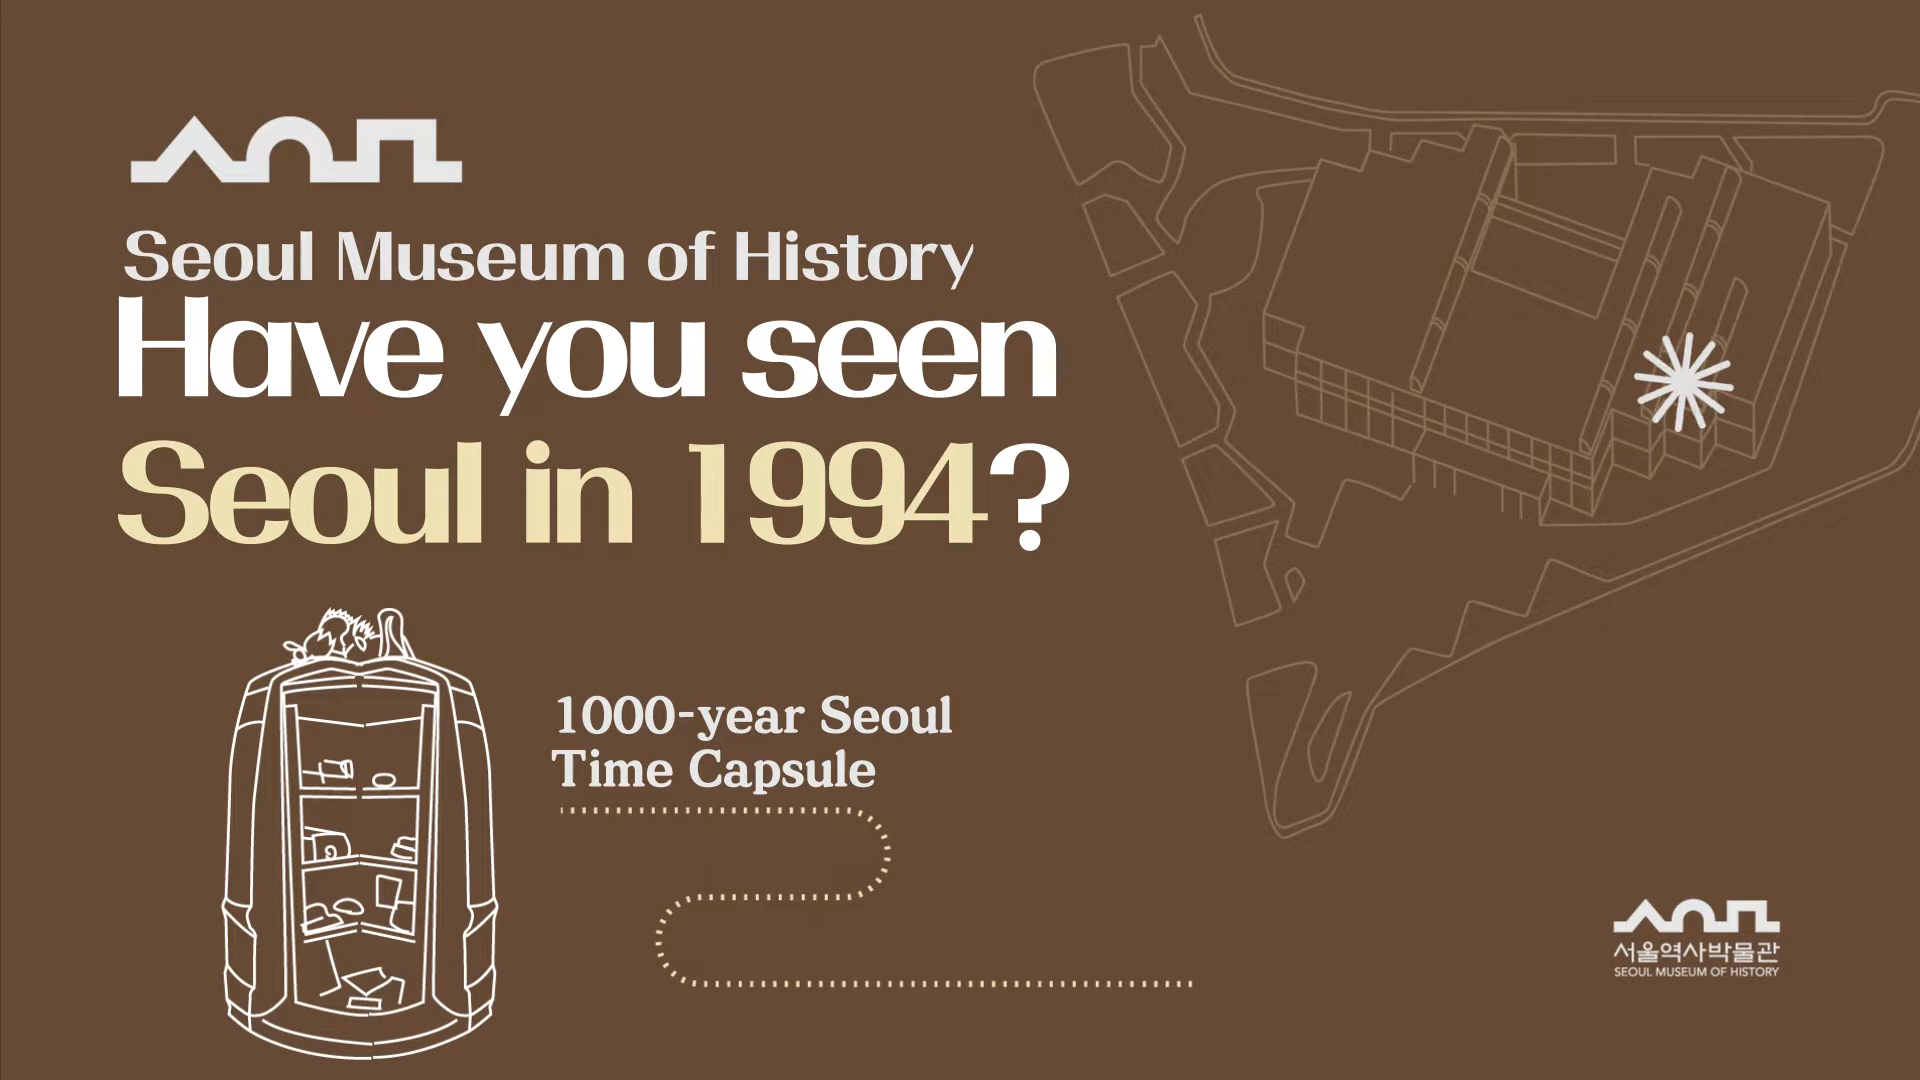 Seoul Museum of History
Have you seen
Seoul in 1994?
1000-year Seoul
Time Capsule
서울역사박물관
SEOUL MUSEUM OF HISTORY